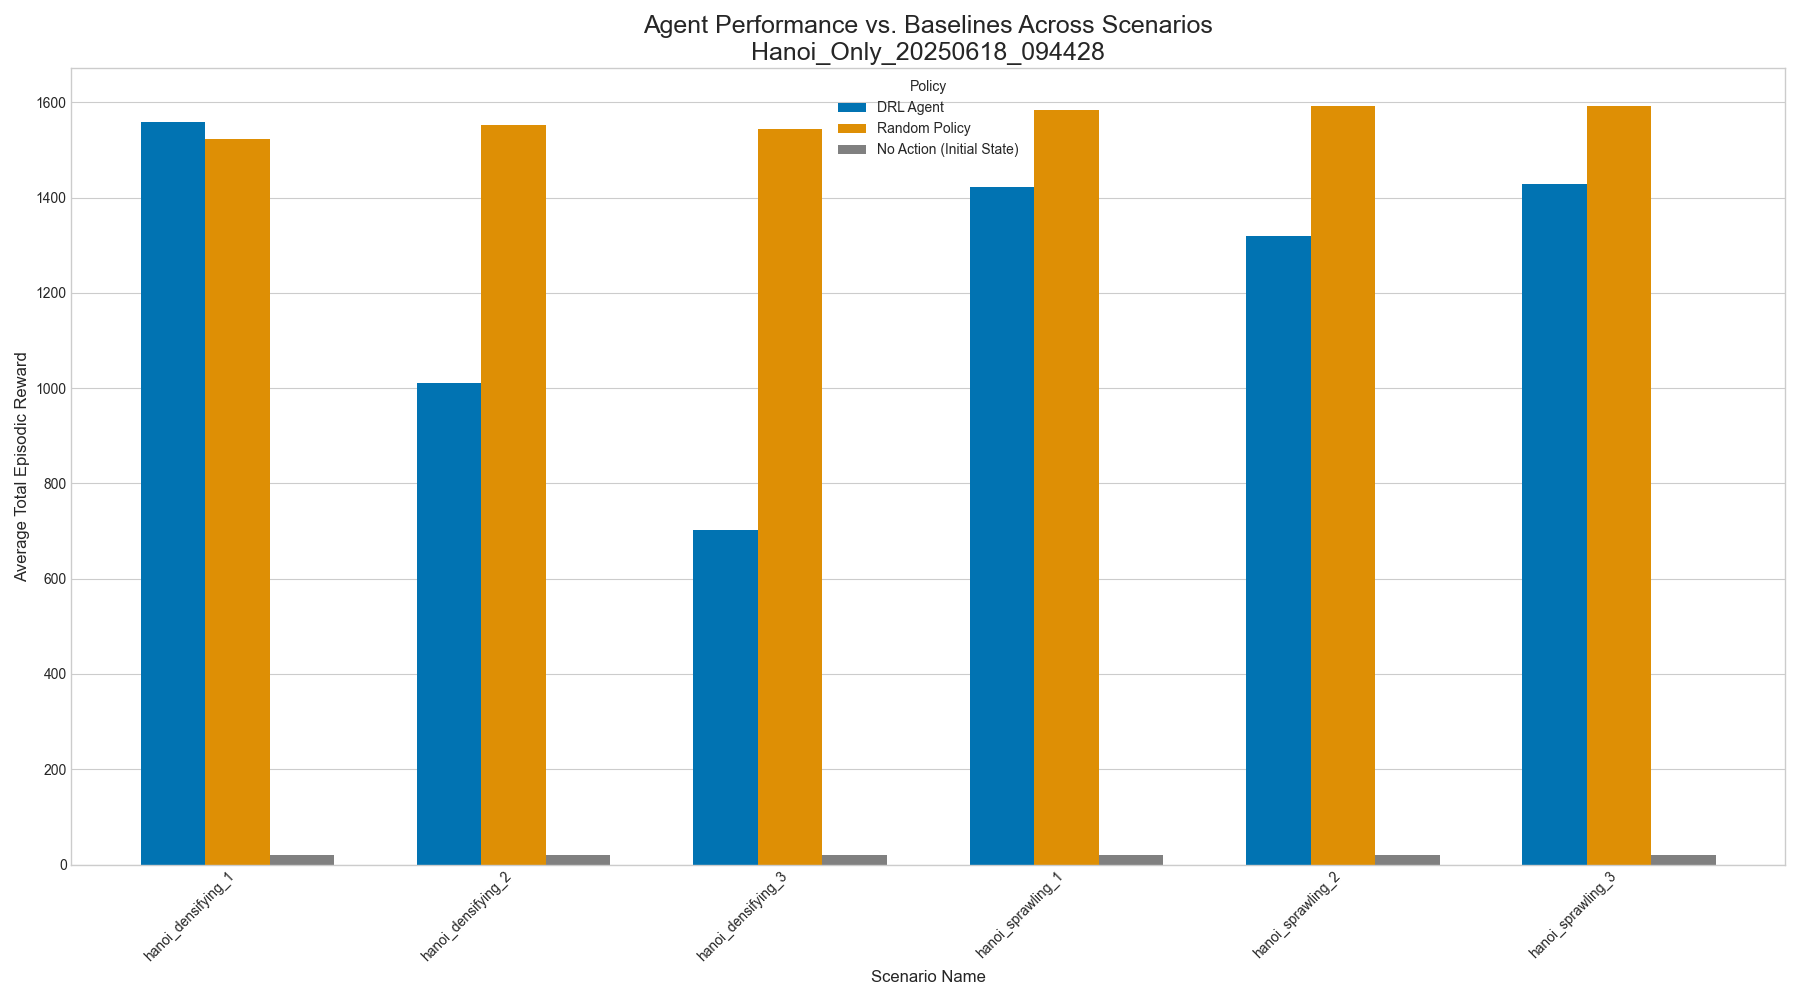 Agent Performance vs. Baselines Across Scenarios
Hanoi_Only_20250618_094428
Policy
DRL Agent
Random Policy
No Action (Initial State)
Average Total Episodic Reward
1600
1400
1200
1000
800
600
400
200
0
hanoi_densifying_1
hanoi_densifying_2
hanoi_densifying_3
hanoi_sprawling_1
hanoi_sprawling_2
hanoi_sprawling_3
Scenario Name